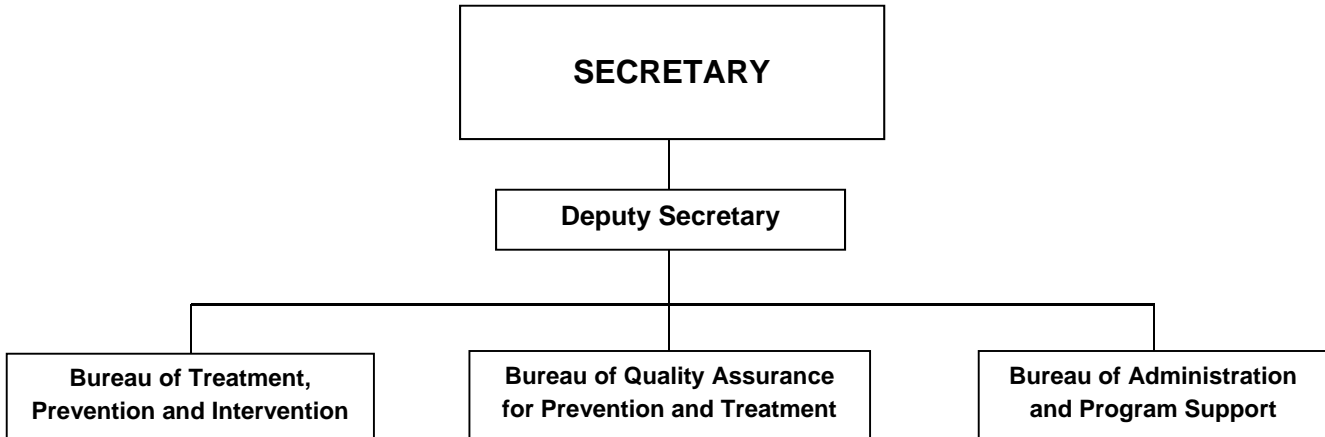 SECRETARY
Deputy Secretary
Bureau of Treatment,
Prevention and Intervention
Bureau of Quality Assurance
for Prevention and Treatment
Bureau of Administration
and Program Support